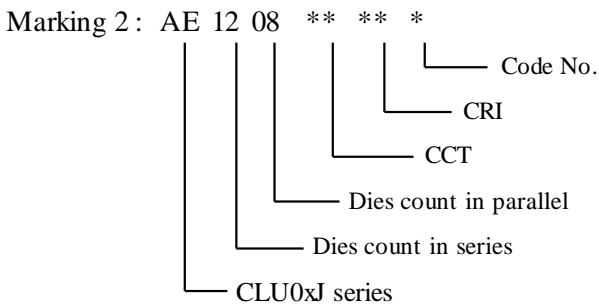 Marking 2 : AE 12 08 ** ** *
Code No.
CRI
CCT
Dies count in parallel
Dies count in series
CLU0xJ series